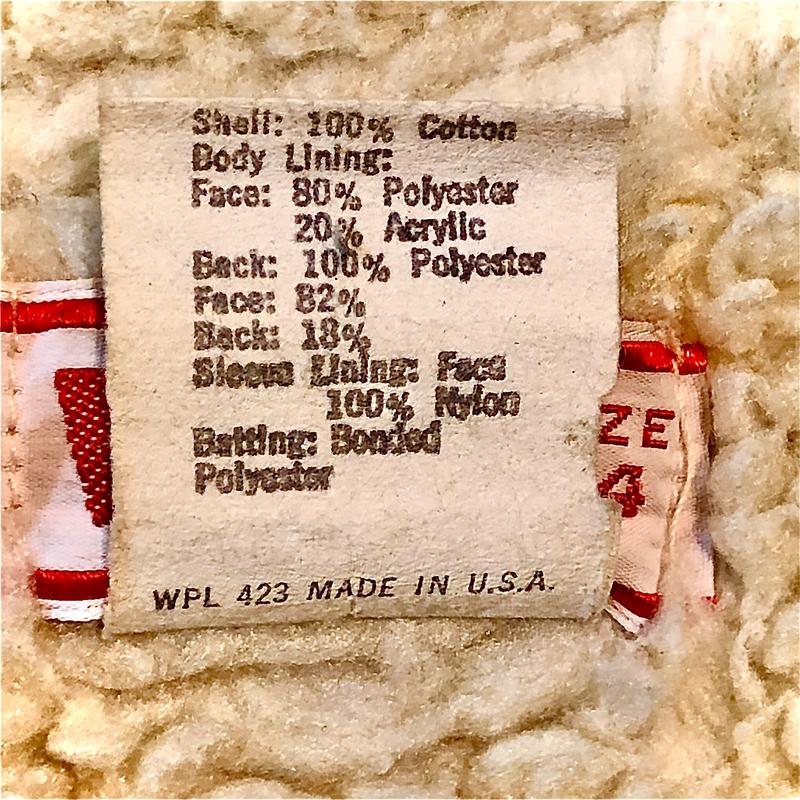 Shell: 100% Cotton
Body Lining:
Face: 80% Polyester
20% Acrylic
Back: 100% Polyester
Face: 82%
Back: 18%
Sleeve Lining: Face
100% Nylon
Batting: Bonded
Polyester
ZE
4
WPL 423 MADE IN U.S.A.